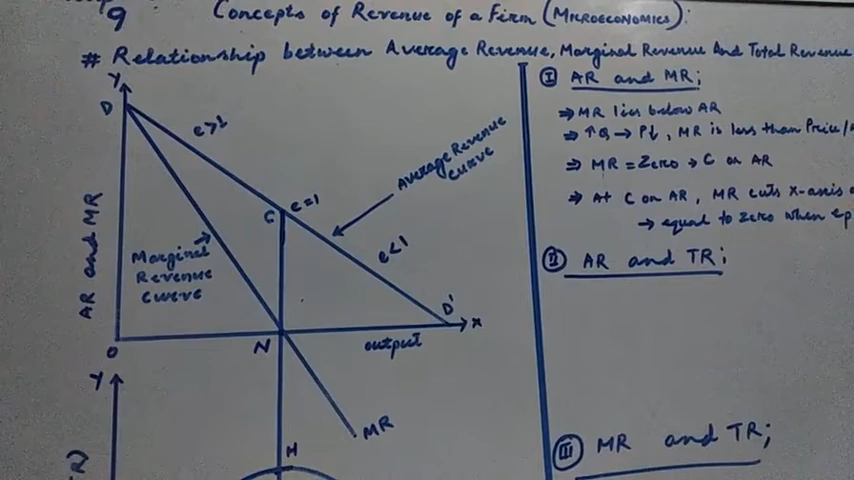 9
Concepts of Revenue of a Firm (MICROECONOMICS):
# Relationship between Average Revenue, Marginal Revenue And Total Revenue
Y
D
e>1
Average Revenue
curve
C
e=1
AR and MR
Marginal
Revenue
curve
e<1
D'
X
O
N
output
MR
Y
H
I AR and MR;
⇒ MR lies below AR
⇒ ↑Q → P↓, MR is less than Price/
⇒ MR = Zero → C on AR
⇒ At C on AR, MR cuts x-axis
→ equal to zero when ep
II AR and TR;
III MR and TR;